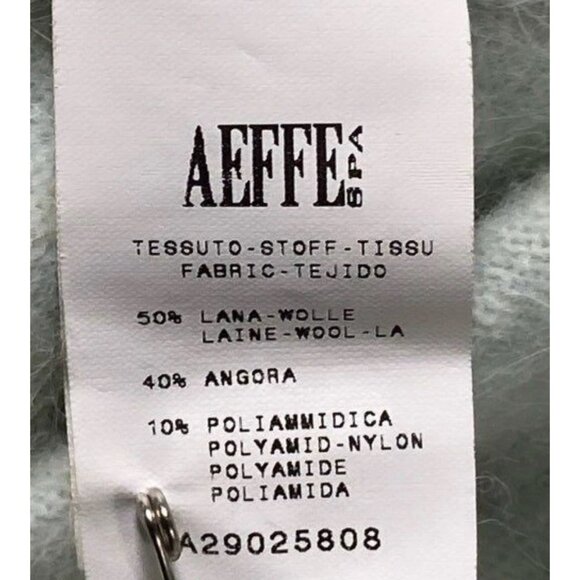 AEFFE SPA
TESSUTO-STOFF-TISSU
FABRIC-TEJIDO
50% LANA-WOLLE
LAINE-WOOL-LA
40% ANGORA
10% POLIAMMIDICA
POLYAMID-NYLON
POLYAMIDE
POLIAMIDA
A29025808